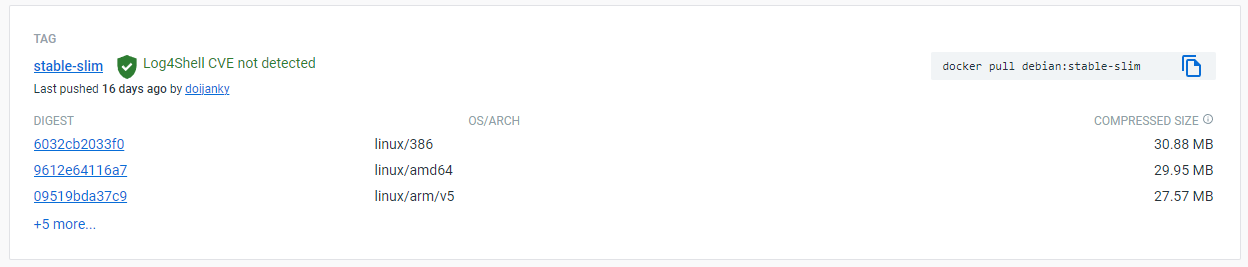 TAG
stable-slim Log4Shell CVE not detected
docker pull debian:stable-slim
Last pushed 16 days ago by doijanky
DIGEST OS/ARCH COMPRESSED SIZE
6032cb2033f0 linux/386 30.88 MB
9612e64116a7 linux/amd64 29.95 MB
09519bda37c9 linux/arm/v5 27.57 MB
+5 more...